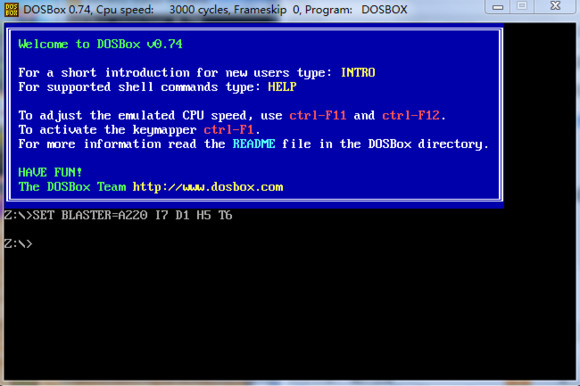 DOS
BOX
DOSBox 0.74, Cpu speed: 3000 cycles, Frameskip 0, Program: DOSBOX
Welcome to DOSBox v0.74
For a short introduction for new users type: INTRO
For supported shell commands type: HELP
To adjust the emulated CPU speed, use ctrl-F11 and ctrl-F12.
To activate the keymapper ctrl-F1.
For more information read the README file in the DOSBox directory.
HAVE FUN!
The DOSBox Team http://www.dosbox.com
Z:\>SET BLASTER=A220 I7 D1 H5 T6
Z:\>